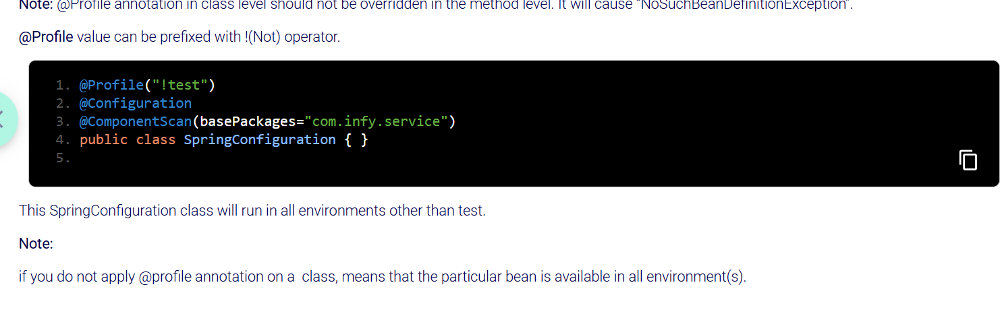 Note: @Profile annotation in class level should not be overridden in the method level. It will cause “NoSuchBeanDefinitionException”.
@Profile value can be prefixed with !(Not) operator.
1. @Profile("!test")
2. @Configuration
3. @ComponentScan(basePackages="com.infy.service")
4. public class SpringConfiguration { }
5.
This SpringConfiguration class will run in all environments other than test.
Note:
if you do not apply @profile annotation on a  class, means that the particular bean is available in all environment(s).